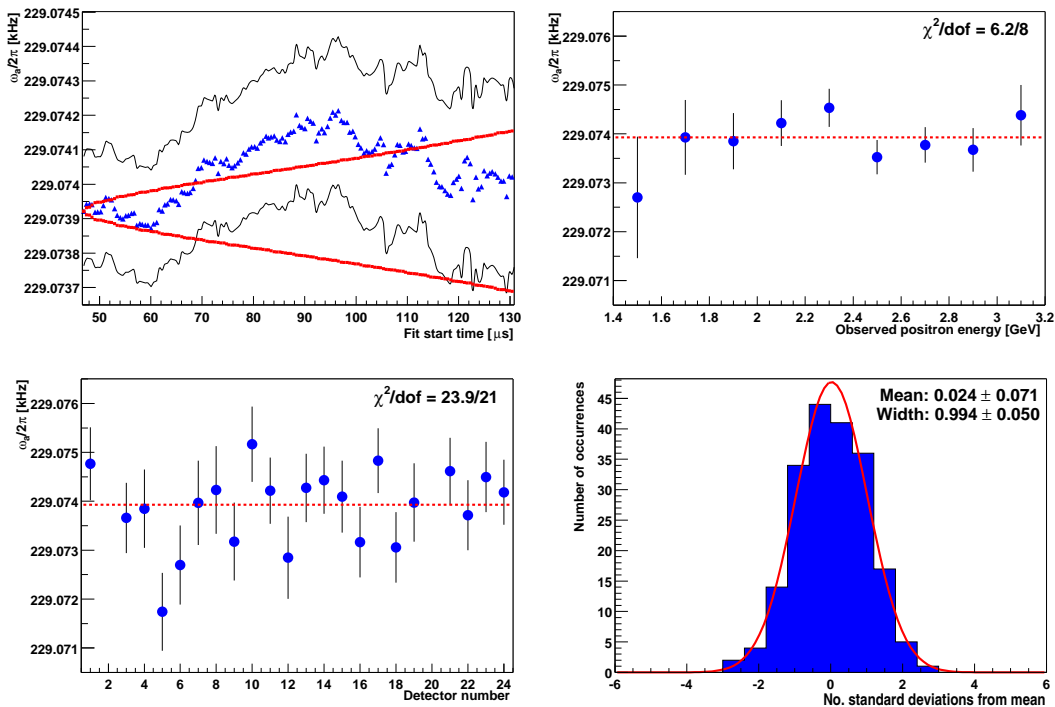 ωa/2π [kHz]
229.0745
229.0744
229.0743
229.0742
229.0741
229.074
229.0739
229.0738
229.0737
50 60 70 80 90 100 110 120 130
Fit start time [μs]
ωa/2π [kHz]
χ²/dof = 6.2/8
229.076
229.075
229.074
229.073
229.072
229.071
1.4 1.6 1.8 2 2.2 2.4 2.6 2.8 3 3.2
Observed positron energy [GeV]
ωa/2π [kHz]
χ²/dof = 23.9/21
229.076
229.075
229.074
229.073
229.072
229.071
2 4 6 8 10 12 14 16 18 20 22 24
Detector number
Number of occurrences
Mean: 0.024 ± 0.071
Width: 0.994 ± 0.050
45
40
35
30
25
20
15
10
5
0
-6 -4 -2 0 2 4 6
No. standard deviations from mean